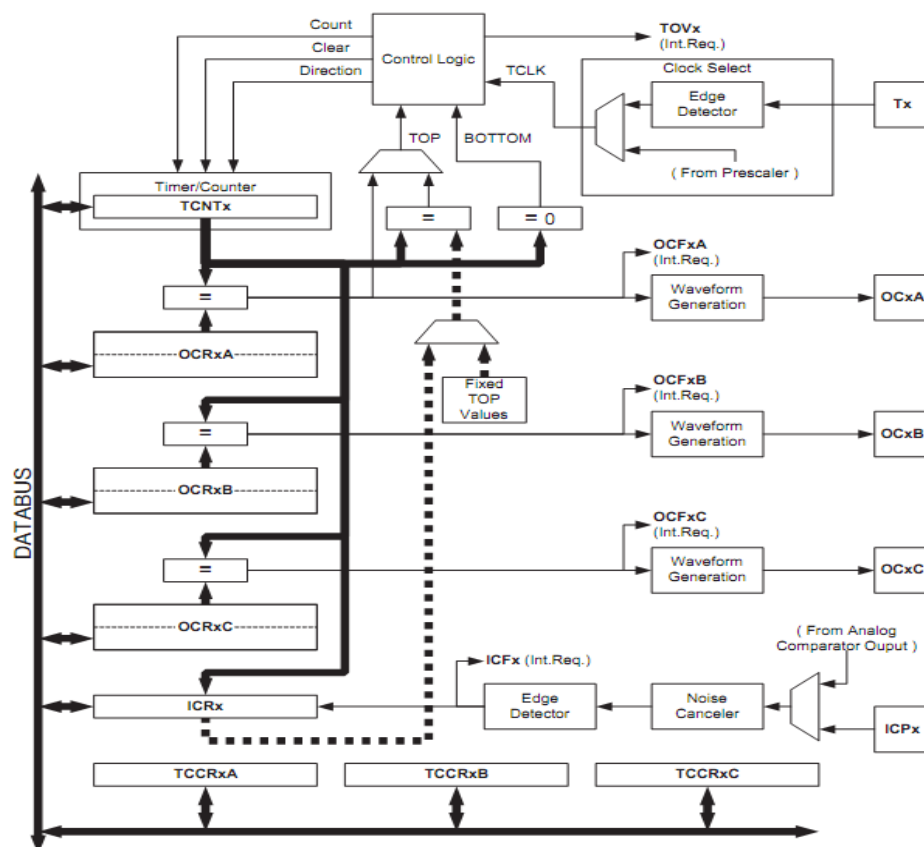 Count
Clear
Direction
Control Logic
TOVx
(Int.Req.)
Clock Select
TCLK
Edge
Detector
Tx
( From Prescaler )
TOP
BOTTOM
Timer/Counter
TCNTx
=
= 0
=
OCRxA
OCFxA
(Int.Req.)
Waveform
Generation
OCxA
Fixed
TOP
Values
=
OCRxB
OCFxB
(Int.Req.)
Waveform
Generation
OCxB
DATABUS
=
OCRxC
OCFxC
(Int.Req.)
Waveform
Generation
OCxC
( From Analog
Comparator Ouput )
ICFx (Int.Req.)
ICRx
Edge
Detector
Noise
Canceler
ICPx
TCCRxA
TCCRxB
TCCRxC